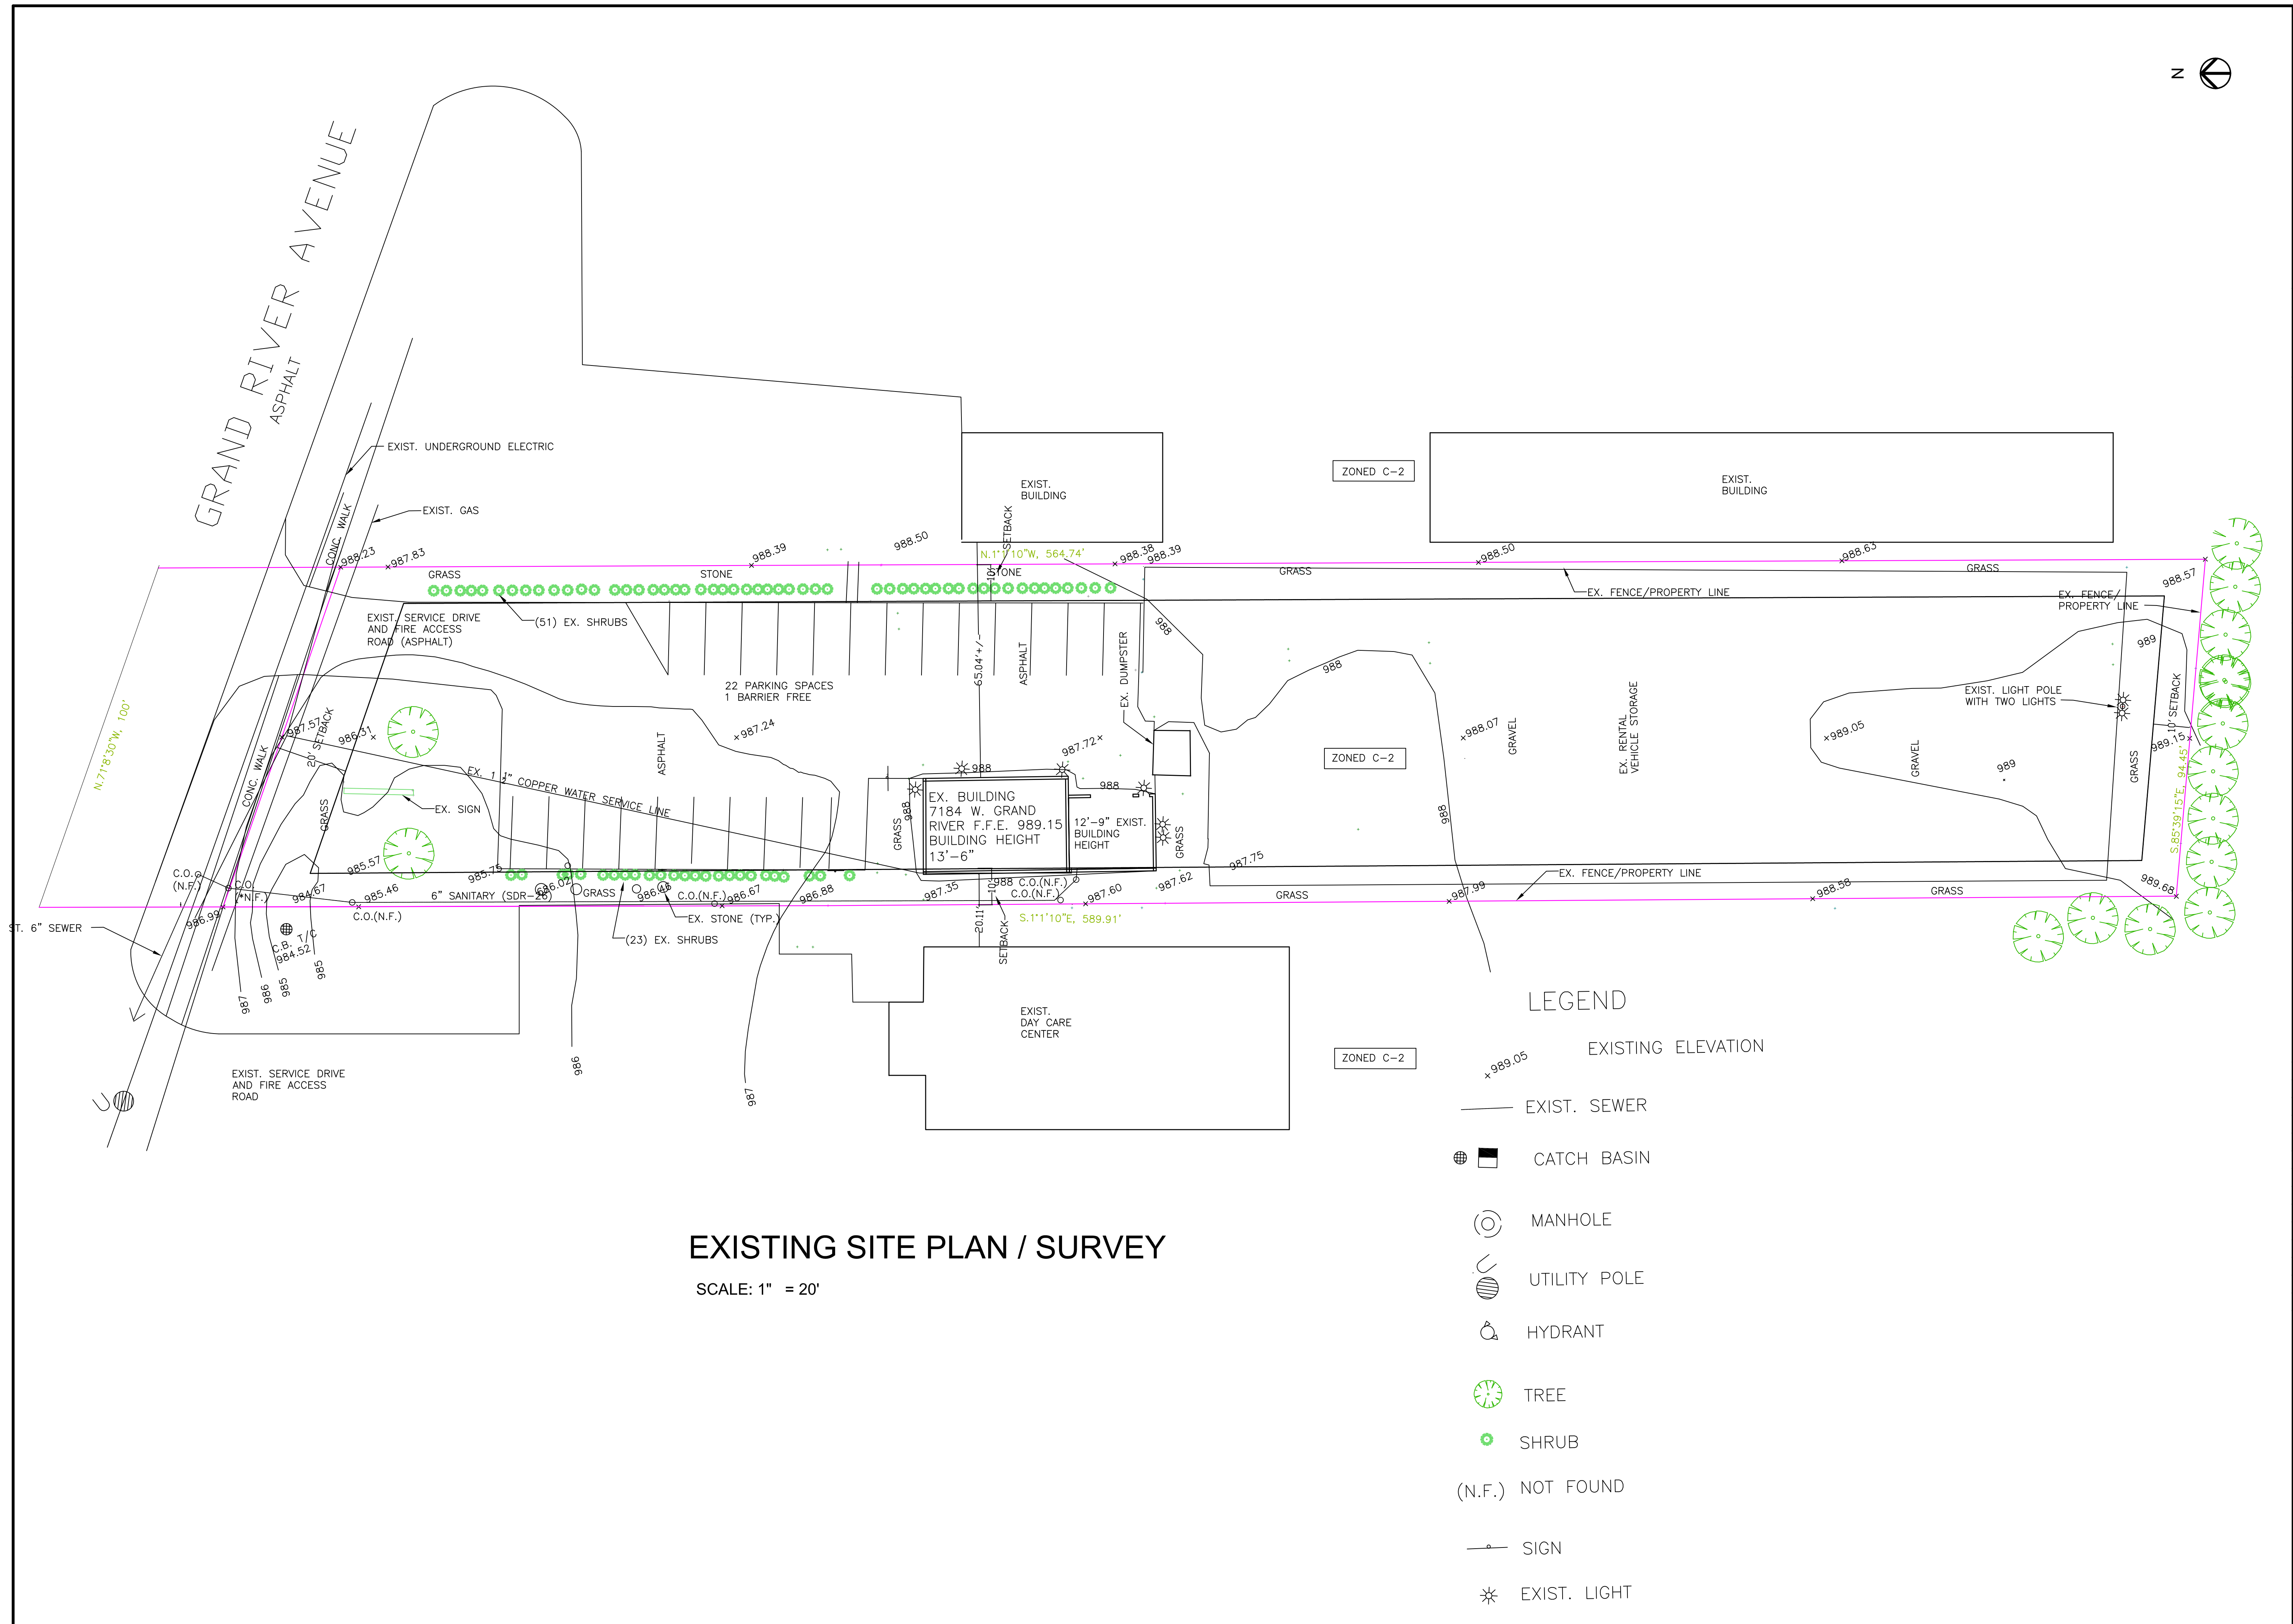 N
GRAND RIVER AVENUE
ASPHALT
EXIST. UNDERGROUND ELECTRIC
EXIST. GAS
CONC. WALK
EXIST.
BUILDING
ZONED C-2
EXIST.
BUILDING
SETBACK
10'
988.23
987.83
988.39
988.50
N.1°1'10"W, 564.74'
988.38
988.39
988.50
988.63
988.57
GRASS
STONE
STONE
GRASS
GRASS
EX. FENCE/PROPERTY LINE
EX. FENCE/
PROPERTY LINE
EXIST. SERVICE DRIVE
AND FIRE ACCESS
ROAD (ASPHALT)
(51) EX. SHRUBS
988
988
989
65.04'+/-
ASPHALT
EX. DUMPSTER
22 PARKING SPACES
1 BARRIER FREE
EX. RENTAL
VEHICLE STORAGE
EXIST. LIGHT POLE
WITH TWO LIGHTS
10' SETBACK
N.71°8'30"W, 100'
987.57
20' SETBACK
986.31
987.24
987.72
988.07
GRAVEL
989.05
GRAVEL
989.15
ASPHALT
CONC. WALK
EX. 1 1/2" COPPER WATER SERVICE LINE
988
988
988
ZONED C-2
989
GRASS
S.85°39'15"E, 94.45'
EX. SIGN
GRASS
GRASS
EX. BUILDING
7184 W. GRAND
RIVER F.F.E. 989.15
BUILDING HEIGHT
13'-6"
12'-9" EXIST.
BUILDING
HEIGHT
GRASS
988
C.O.
(N.F.)
C.O.
(*N.F.)
985.57
985.75
987.75
EX. FENCE/PROPERTY LINE
984.67
985.46
6" SANITARY (SDR-26)
986.02
GRASS
986.46
C.O.(N.F.)
986.67
986.88
987.35
10'
988
C.O.(N.F.)
C.O.(N.F.)
987.60
987.62
GRASS
987.99
988.58
GRASS
989.68
986.99
C.O.(N.F.)
EX. STONE (TYP.)
20.11'
SETBACK
S.1°1'10"E, 589.91'
ST. 6" SEWER
C.B. T/C
984.52
(23) EX. SHRUBS
987
986
985
985
EXIST.
DAY CARE
CENTER
ZONED C-2
986
987
EXIST. SERVICE DRIVE
AND FIRE ACCESS
ROAD
LEGEND
989.05
EXISTING ELEVATION
EXIST. SEWER
CATCH BASIN
MANHOLE
UTILITY POLE
HYDRANT
TREE
SHRUB
(N.F.) NOT FOUND
SIGN
EXIST. LIGHT
EXISTING SITE PLAN / SURVEY
SCALE: 1" = 20'